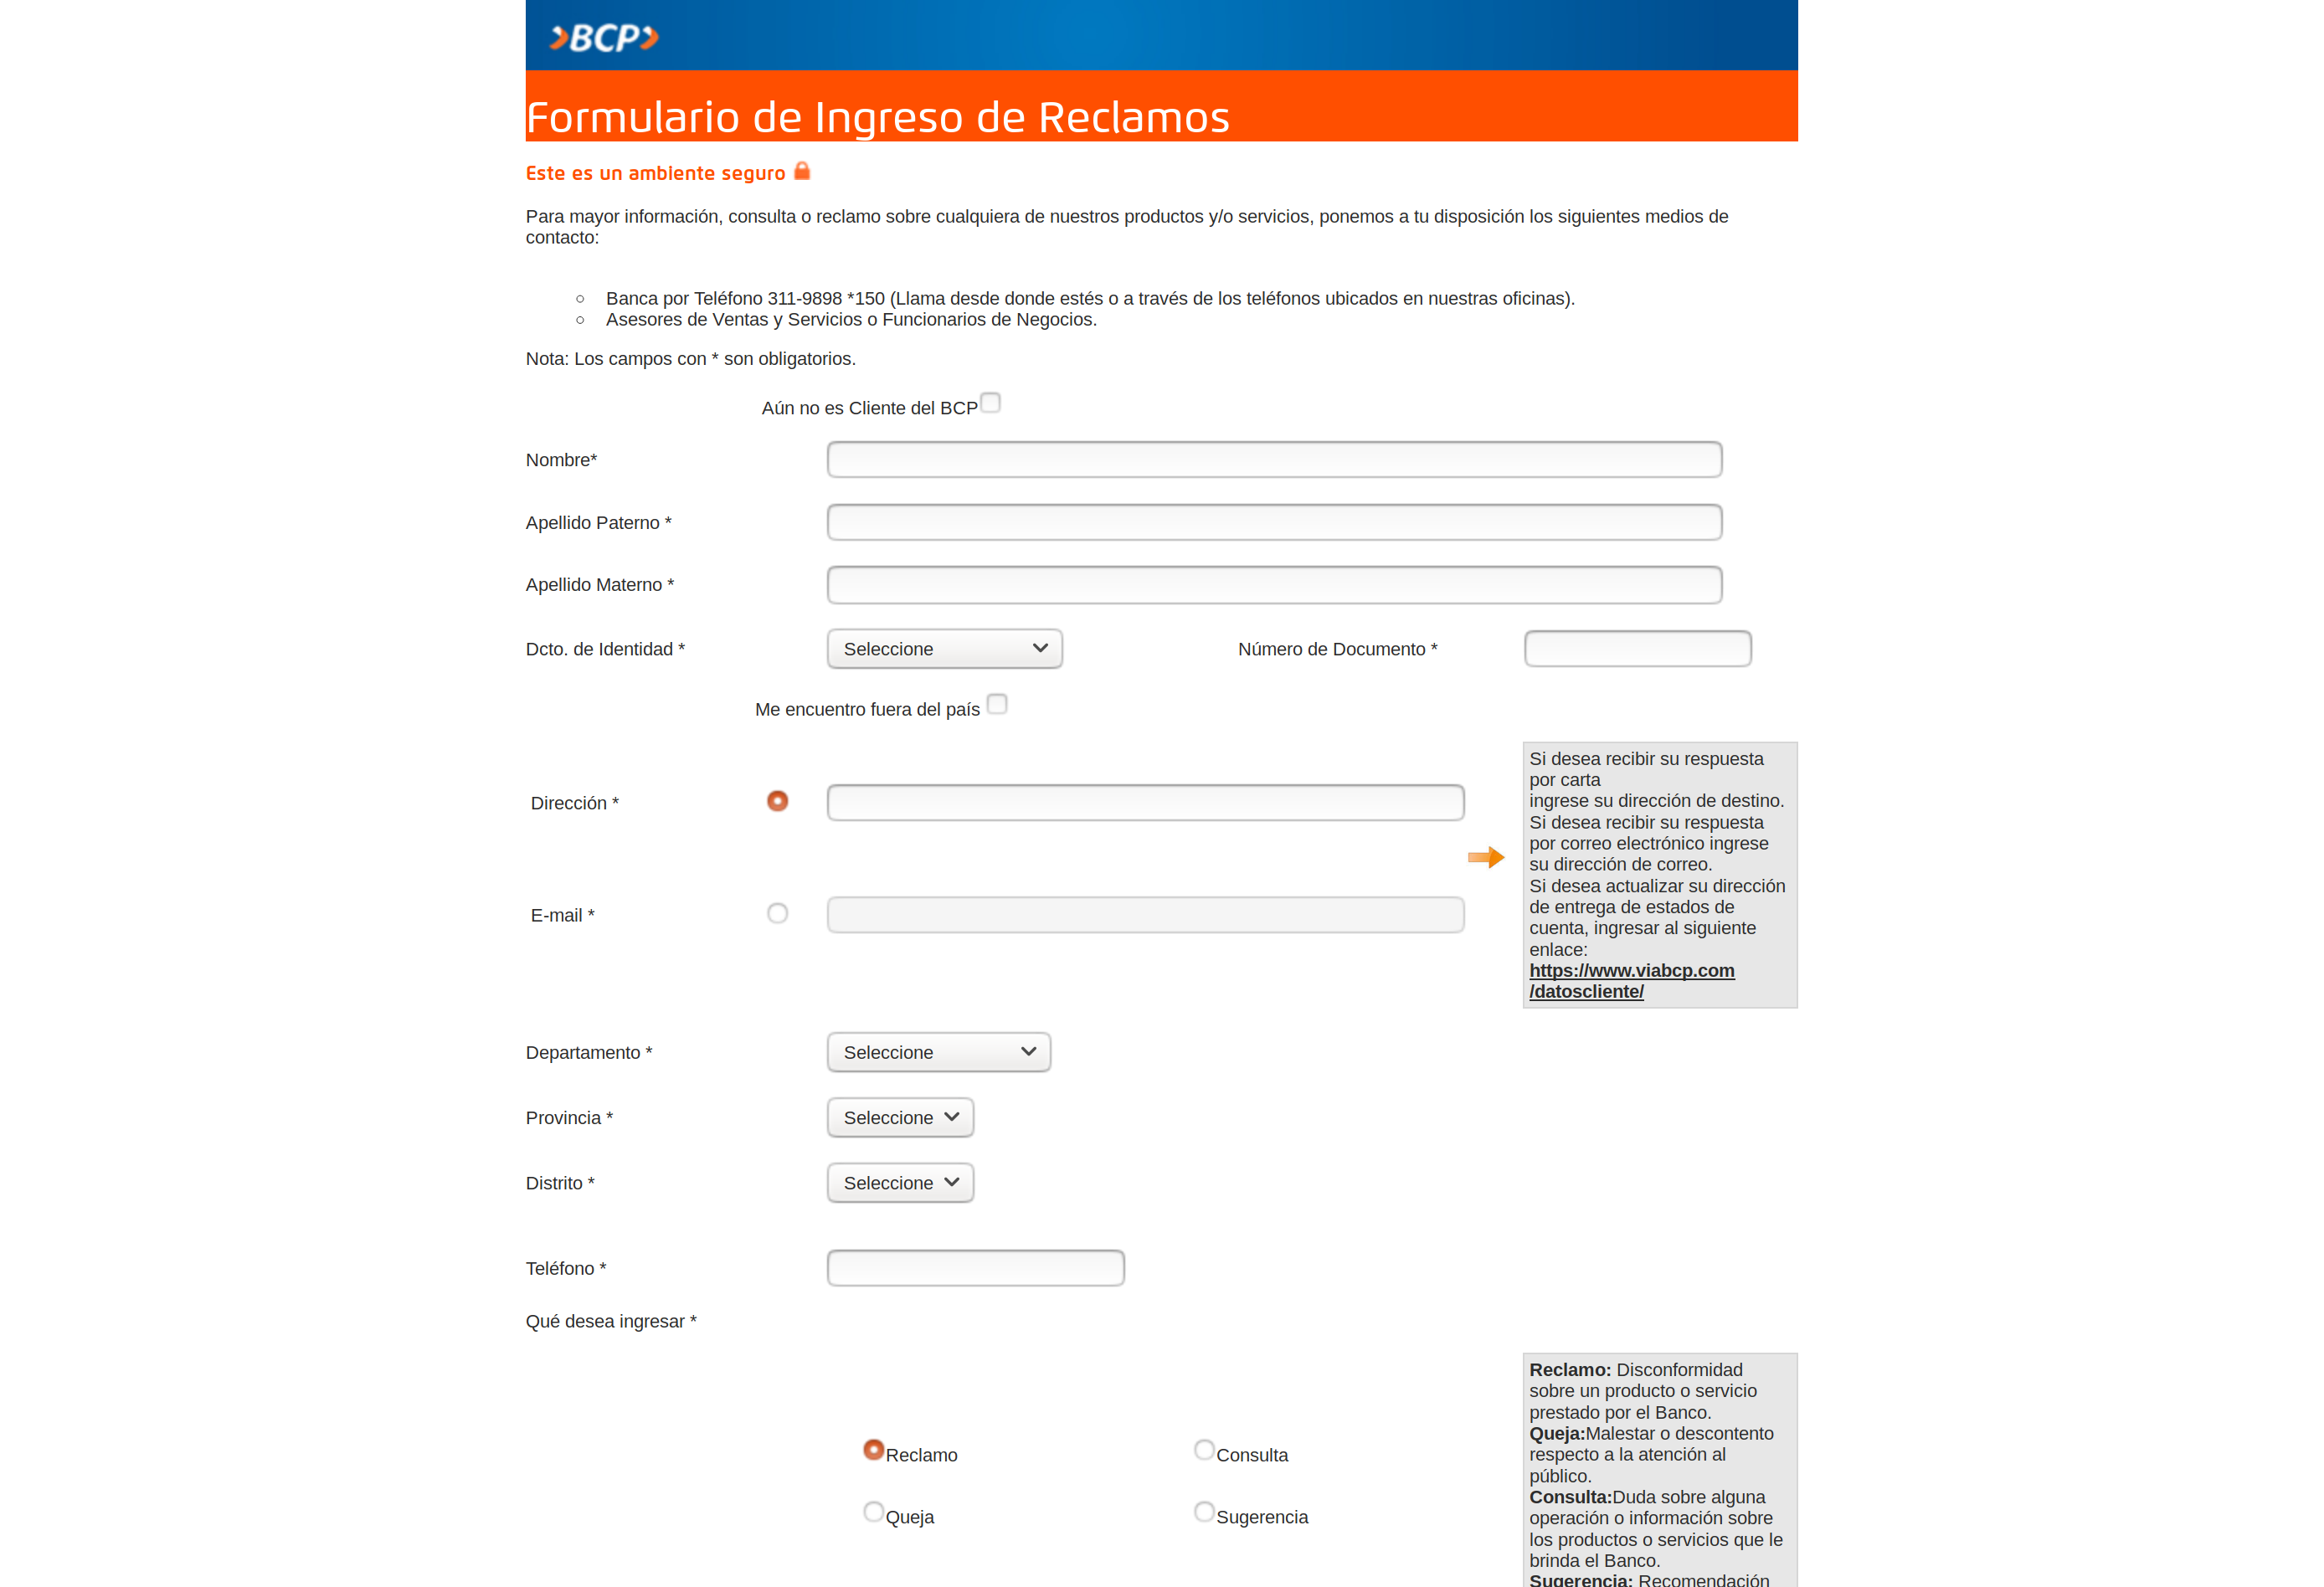 BCP
Formulario de Ingreso de Reclamos
Este es un ambiente seguro
Para mayor información, consulta o reclamo sobre cualquiera de nuestros productos y/o servicios, ponemos a tu disposición los siguientes medios de
contacto:
Banca por Teléfono 311-9898 *150 (Llama desde donde estés o a través de los teléfonos ubicados en nuestras oficinas).
Asesores de Ventas y Servicios o Funcionarios de Negocios.
Nota: Los campos con * son obligatorios.
Aún no es Cliente del BCP
Nombre*
Apellido Paterno *
Apellido Materno *
Dcto. de Identidad * Seleccione Número de Documento *
Me encuentro fuera del país
Dirección *
E-mail *
Si desea recibir su respuesta
por carta
ingrese su dirección de destino.
Si desea recibir su respuesta
por correo electrónico ingrese
su dirección de correo.
Si desea actualizar su dirección
de entrega de estados de
cuenta, ingresar al siguiente
enlace:
https://www.viabcp.com
/datoscliente/
Departamento * Seleccione
Provincia * Seleccione
Distrito * Seleccione
Teléfono *
Qué desea ingresar *
Reclamo Consulta
Queja Sugerencia
Reclamo: Disconformidad
sobre un producto o servicio
prestado por el Banco.
Queja:Malestar o descontento
respecto a la atención al
público.
Consulta:Duda sobre alguna
operación o información sobre
los productos o servicios que le
brinda el Banco.
Sugerencia: Recomendación